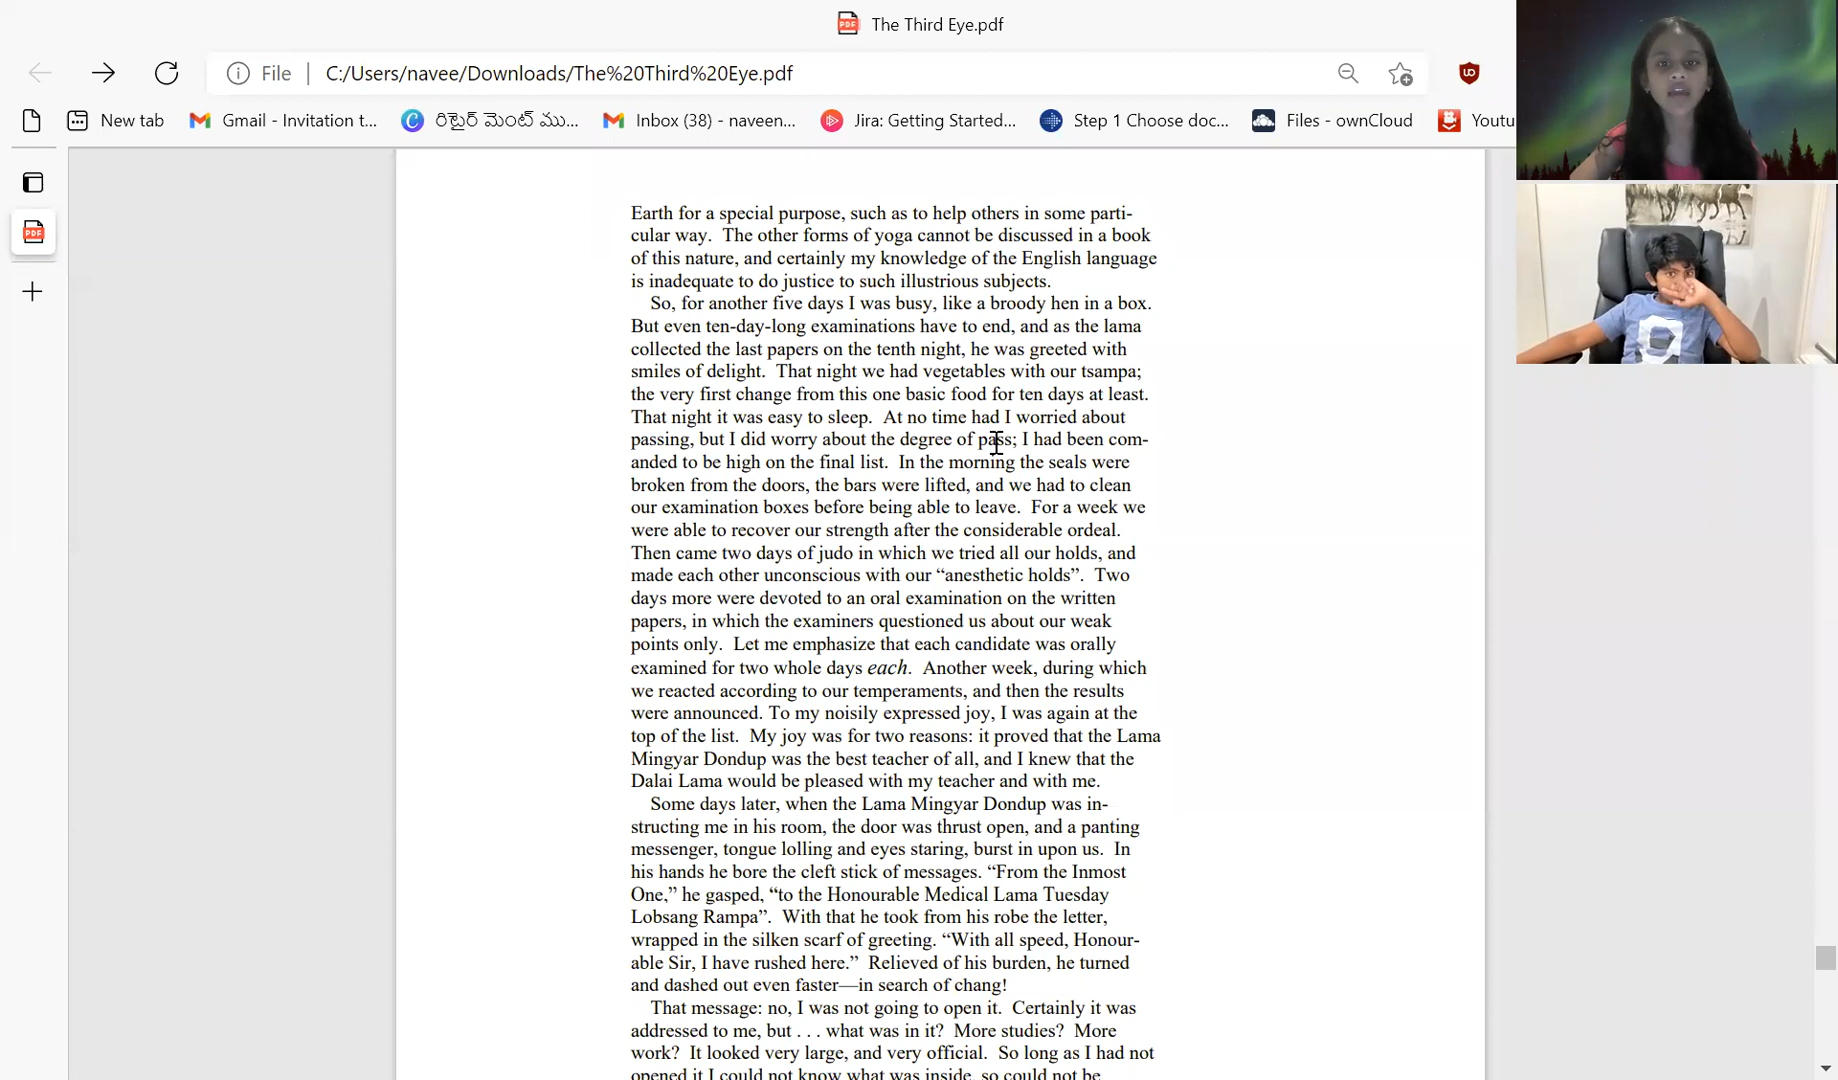 The Third Eye.pdf
File | C:/Users/navee/Downloads/The%20Third%20Eye.pdf
New tab
Gmail - Invitation t...
రిటైర్ మెంట్ ము...
Inbox (38) - naveen...
Jira: Getting Started...
Step 1 Choose doc...
Files - ownCloud
Youtu
Earth for a special purpose, such as to help others in some parti-
cular way. The other forms of yoga cannot be discussed in a book
of this nature, and certainly my knowledge of the English language
is inadequate to do justice to such illustrious subjects.
So, for another five days I was busy, like a broody hen in a box.
But even ten-day-long examinations have to end, and as the lama
collected the last papers on the tenth night, he was greeted with
smiles of delight. That night we had vegetables with our tsampa;
the very first change from this one basic food for ten days at least.
That night it was easy to sleep. At no time had I worried about
passing, but I did worry about the degree of pass; I had been com-
anded to be high on the final list. In the morning the seals were
broken from the doors, the bars were lifted, and we had to clean
our examination boxes before being able to leave. For a week we
were able to recover our strength after the considerable ordeal.
Then came two days of judo in which we tried all our holds, and
made each other unconscious with our “anesthetic holds”. Two
days more were devoted to an oral examination on the written
papers, in which the examiners questioned us about our weak
points only. Let me emphasize that each candidate was orally
examined for two whole days each. Another week, during which
we reacted according to our temperaments, and then the results
were announced. To my noisily expressed joy, I was again at the
top of the list. My joy was for two reasons: it proved that the Lama
Mingyar Dondup was the best teacher of all, and I knew that the
Dalai Lama would be pleased with my teacher and with me.
Some days later, when the Lama Mingyar Dondup was in-
structing me in his room, the door was thrust open, and a panting
messenger, tongue lolling and eyes staring, burst in upon us. In
his hands he bore the cleft stick of messages. “From the Inmost
One,” he gasped, “to the Honourable Medical Lama Tuesday
Lobsang Rampa”. With that he took from his robe the letter,
wrapped in the silken scarf of greeting. “With all speed, Honour-
able Sir, I have rushed here.” Relieved of his burden, he turned
and dashed out even faster—in search of chang!
That message: no, I was not going to open it. Certainly it was
addressed to me, but . . . what was in it? More studies? More
work? It looked very large, and very official. So long as I had not
opened it I could not know what was inside, so could not be